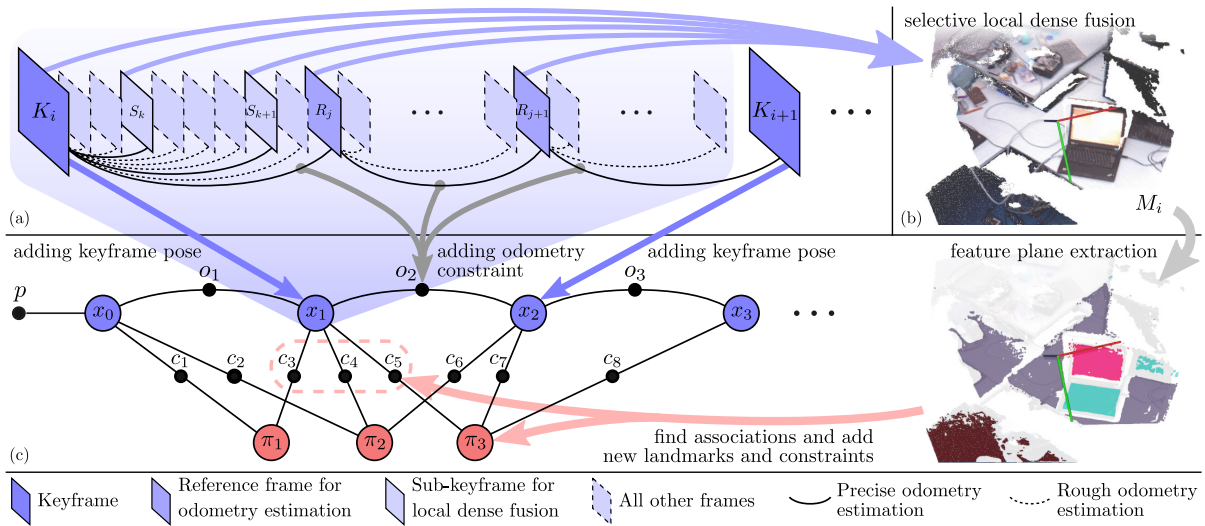 selective local dense fusion
K_i
S_k
S_{k+1}
R_j
...
R_{j+1}
...
K_{i+1}
...
(a)
(b)
M_i
adding keyframe pose
adding odometry
constraint
adding keyframe pose
feature plane extraction
p
o_1
o_2
o_3
x_0
x_1
x_2
x_3
...
c_1
c_2
c_3
c_4
c_5
c_6
c_7
c_8
π_1
π_2
π_3
find associations and add
new landmarks and constraints
(c)
Keyframe
Reference frame for
odometry estimation
Sub-keyframe for
local dense fusion
All other frames
Precise odometry
estimation
Rough odometry
estimation